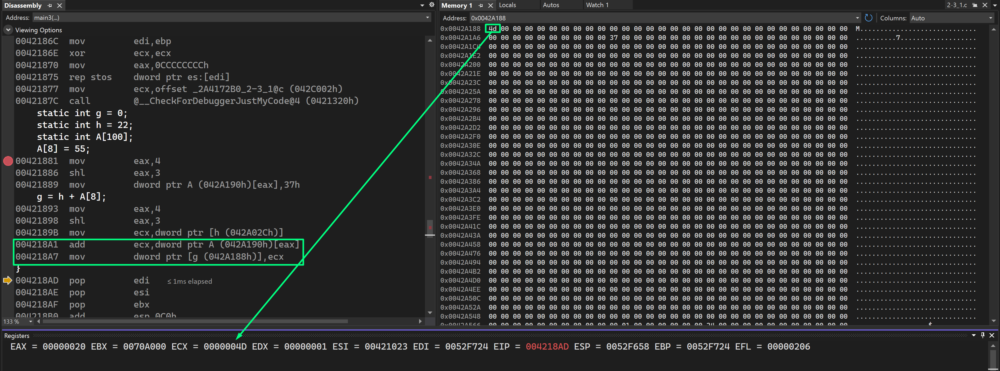 Disassembly
Address: main3(...)
Viewing Options
0042186C mov edi,ebp
0042186E xor ecx,ecx
00421870 mov eax,0CCCCCCCCh
00421875 rep stos dword ptr es:[edi]
00421877 mov ecx,offset _2A4172B0_2-3_1@c (042C002h)
0042187C call @__CheckForDebuggerJustMyCode@4 (0421320h)
static int g = 0;
static int h = 22;
static int A[100];
A[8] = 55;
00421881 mov eax,4
00421886 shl eax,3
00421889 mov dword ptr A (042A190h)[eax],37h
g = h + A[8];
00421893 mov eax,4
00421898 shl eax,3
0042189B mov ecx,dword ptr [h (042A02Ch)]
004218A1 add ecx,dword ptr A (042A190h)[eax]
004218A7 mov dword ptr [g (042A188h)],ecx
}
004218AD pop edi ≤ 1ms elapsed
004218AE pop esi
004218AF pop ebx
004218B0 add esp,0C0h
133 %
Memory 1 Locals Autos Watch 1 2-3_1.c
Address: 0x0042A188 Columns: Auto
0x0042A188 4d 00 00 00 00 00 00 00 00 00 00 00 00 00 00 00 00 00 00 00 00 00 00 00 00 00 00 00 00 00 M.............................
0x0042A1A6 00 00 00 00 00 00 00 00 00 00 37 00 00 00 00 00 00 00 00 00 00 00 00 00 00 00 00 00 00 00 ..........7...................
0x0042A1C4 00 00 00 00 00 00 00 00 00 00 00 00 00 00 00 00 00 00 00 00 00 00 00 00 00 00 00 00 00 00 ..............................
0x0042A1E2 00 00 00 00 00 00 00 00 00 00 00 00 00 00 00 00 00 00 00 00 00 00 00 00 00 00 00 00 00 00 ..............................
0x0042A200 00 00 00 00 00 00 00 00 00 00 00 00 00 00 00 00 00 00 00 00 00 00 00 00 00 00 00 00 00 00 ..............................
0x0042A21E 00 00 00 00 00 00 00 00 00 00 00 00 00 00 00 00 00 00 00 00 00 00 00 00 00 00 00 00 00 00 ..............................
0x0042A23C 00 00 00 00 00 00 00 00 00 00 00 00 00 00 00 00 00 00 00 00 00 00 00 00 00 00 00 00 00 00 ..............................
0x0042A25A 00 00 00 00 00 00 00 00 00 00 00 00 00 00 00 00 00 00 00 00 00 00 00 00 00 00 00 00 00 00 ..............................
0x0042A278 00 00 00 00 00 00 00 00 00 00 00 00 00 00 00 00 00 00 00 00 00 00 00 00 00 00 00 00 00 00 ..............................
0x0042A296 00 00 00 00 00 00 00 00 00 00 00 00 00 00 00 00 00 00 00 00 00 00 00 00 00 00 00 00 00 00 ..............................
0x0042A2B4 00 00 00 00 00 00 00 00 00 00 00 00 00 00 00 00 00 00 00 00 00 00 00 00 00 00 00 00 00 00 ..............................
0x0042A2D2 00 00 00 00 00 00 00 00 00 00 00 00 00 00 00 00 00 00 00 00 00 00 00 00 00 00 00 00 00 00 ..............................
0x0042A2F0 00 00 00 00 00 00 00 00 00 00 00 00 00 00 00 00 00 00 00 00 00 00 00 00 00 00 00 00 00 00 ..............................
0x0042A30E 00 00 00 00 00 00 00 00 00 00 00 00 00 00 00 00 00 00 00 00 00 00 00 00 00 00 00 00 00 00 ..............................
0x0042A32C 00 00 00 00 00 00 00 00 00 00 00 00 00 00 00 00 00 00 00 00 00 00 00 00 00 00 00 00 00 00 ..............................
0x0042A34A 00 00 00 00 00 00 00 00 00 00 00 00 00 00 00 00 00 00 00 00 00 00 00 00 00 00 00 00 00 00 ..............................
0x0042A368 00 00 00 00 00 00 00 00 00 00 00 00 00 00 00 00 00 00 00 00 00 00 00 00 00 00 00 00 00 00 ..............................
0x0042A386 00 00 00 00 00 00 00 00 00 00 00 00 00 00 00 00 00 00 00 00 00 00 00 00 00 00 00 00 00 00 ..............................
0x0042A3A4 00 00 00 00 00 00 00 00 00 00 00 00 00 00 00 00 00 00 00 00 00 00 00 00 00 00 00 00 00 00 ..............................
0x0042A3C2 00 00 00 00 00 00 00 00 00 00 00 00 00 00 00 00 00 00 00 00 00 00 00 00 00 00 00 00 00 00 ..............................
0x0042A3E0 00 00 00 00 00 00 00 00 00 00 00 00 00 00 00 00 00 00 00 00 00 00 00 00 00 00 00 00 00 00 ..............................
0x0042A3FE 00 00 00 00 00 00 00 00 00 00 00 00 00 00 00 00 00 00 00 00 00 00 00 00 00 00 00 00 00 00 ..............................
0x0042A41C 00 00 00 00 00 00 00 00 00 00 00 00 00 00 00 00 00 00 00 00 00 00 00 00 00 00 00 00 00 00 ..............................
0x0042A43A 00 00 00 00 00 00 00 00 00 00 00 00 00 00 00 00 00 00 00 00 00 00 00 00 00 00 00 00 00 00 ..............................
0x0042A458 00 00 00 00 00 00 00 00 00 00 00 00 00 00 00 00 00 00 00 00 00 00 00 00 00 00 00 00 00 00 ..............................
0x0042A476 00 00 00 00 00 00 00 00 00 00 00 00 00 00 00 00 00 00 00 00 00 00 00 00 00 00 00 00 00 00 ..............................
0x0042A494 00 00 00 00 00 00 00 00 00 00 00 00 00 00 00 00 00 00 00 00 00 00 00 00 00 00 00 00 00 00 ..............................
0x0042A4B2 00 00 00 00 00 00 00 00 00 00 00 00 00 00 00 00 00 00 00 00 00 00 00 00 00 00 00 00 00 00 ..............................
0x0042A4D0 00 00 00 00 00 00 00 00 00 00 00 00 00 00 00 00 00 00 00 00 00 00 00 00 00 00 00 00 00 00 ..............................
0x0042A4EE 00 00 00 00 00 00 00 00 00 00 00 00 00 00 00 00 00 00 00 00 00 00 00 00 00 00 00 00 00 00 ..............................
0x0042A50C 00 00 00 00 00 00 00 00 00 00 00 00 00 00 00 00 00 00 00 00 00 00 00 00 00 00 00 00 00 00 ..............................
0x0042A52A 00 00 00 00 00 00 00 00 00 00 00 00 00 00 00 00 00 00 00 00 00 00 00 00 00 00 00 00 00 00 ..............................
0x0042A548 00 00 00 00 00 00 00 00 00 00 00 00 00 00 00 00 00 00 00 00 00 00 00 00 00 00 00 00 00 00 ..............................
0x0042A566 00 00 00 00 00 00 00 00 00 00 00 01 00 00 00 00 00 00 24 00 00 00 00 00 00 00 00 00 00 00 $
Registers
EAX = 00000020 EBX = 0070A000 ECX = 0000004D EDX = 00000001 ESI = 00421023 EDI = 0052F724 EIP = 004218AD ESP = 0052F658 EBP = 0052F724 EFL = 00000206